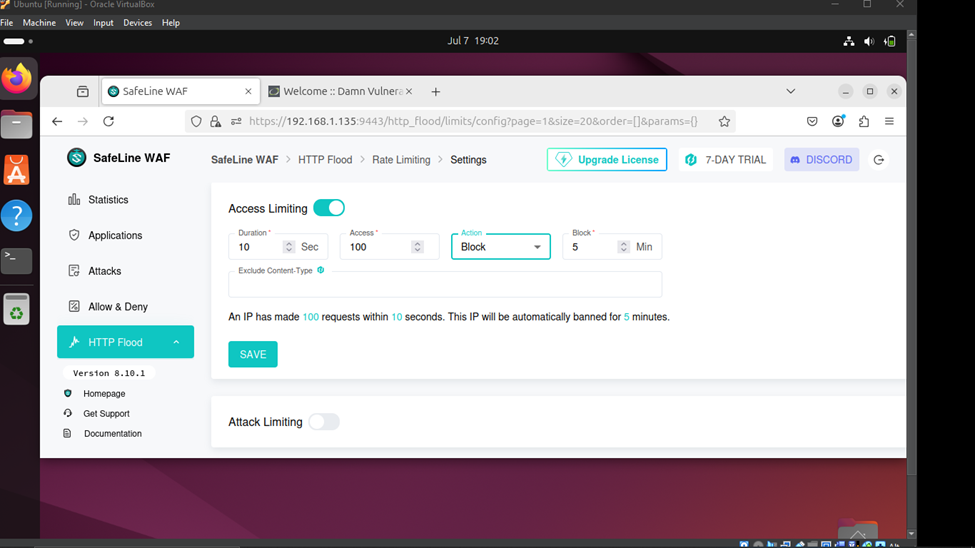 Ubuntu [Running] - Oracle VirtualBox
File Machine View Input Devices Help
Jul 7 19:02
SafeLine WAF
Welcome :: Damn Vulnera
https://192.168.1.135:9443/http_flood/limits/config?page=1&size=20&order=[]&params={}
SafeLine WAF
SafeLine WAF > HTTP Flood > Rate Limiting > Settings
Upgrade License
7-DAY TRIAL
DISCORD
Statistics
Applications
Attacks
Allow & Deny
HTTP Flood
Version 8.10.1
Homepage
Get Support
Documentation
Access Limiting
Duration *
10 Sec
Access *
100
Action
Block
Block *
5 Min
Exclude Content-Type
An IP has made 100 requests within 10 seconds. This IP will be automatically banned for 5 minutes.
SAVE
Attack Limiting